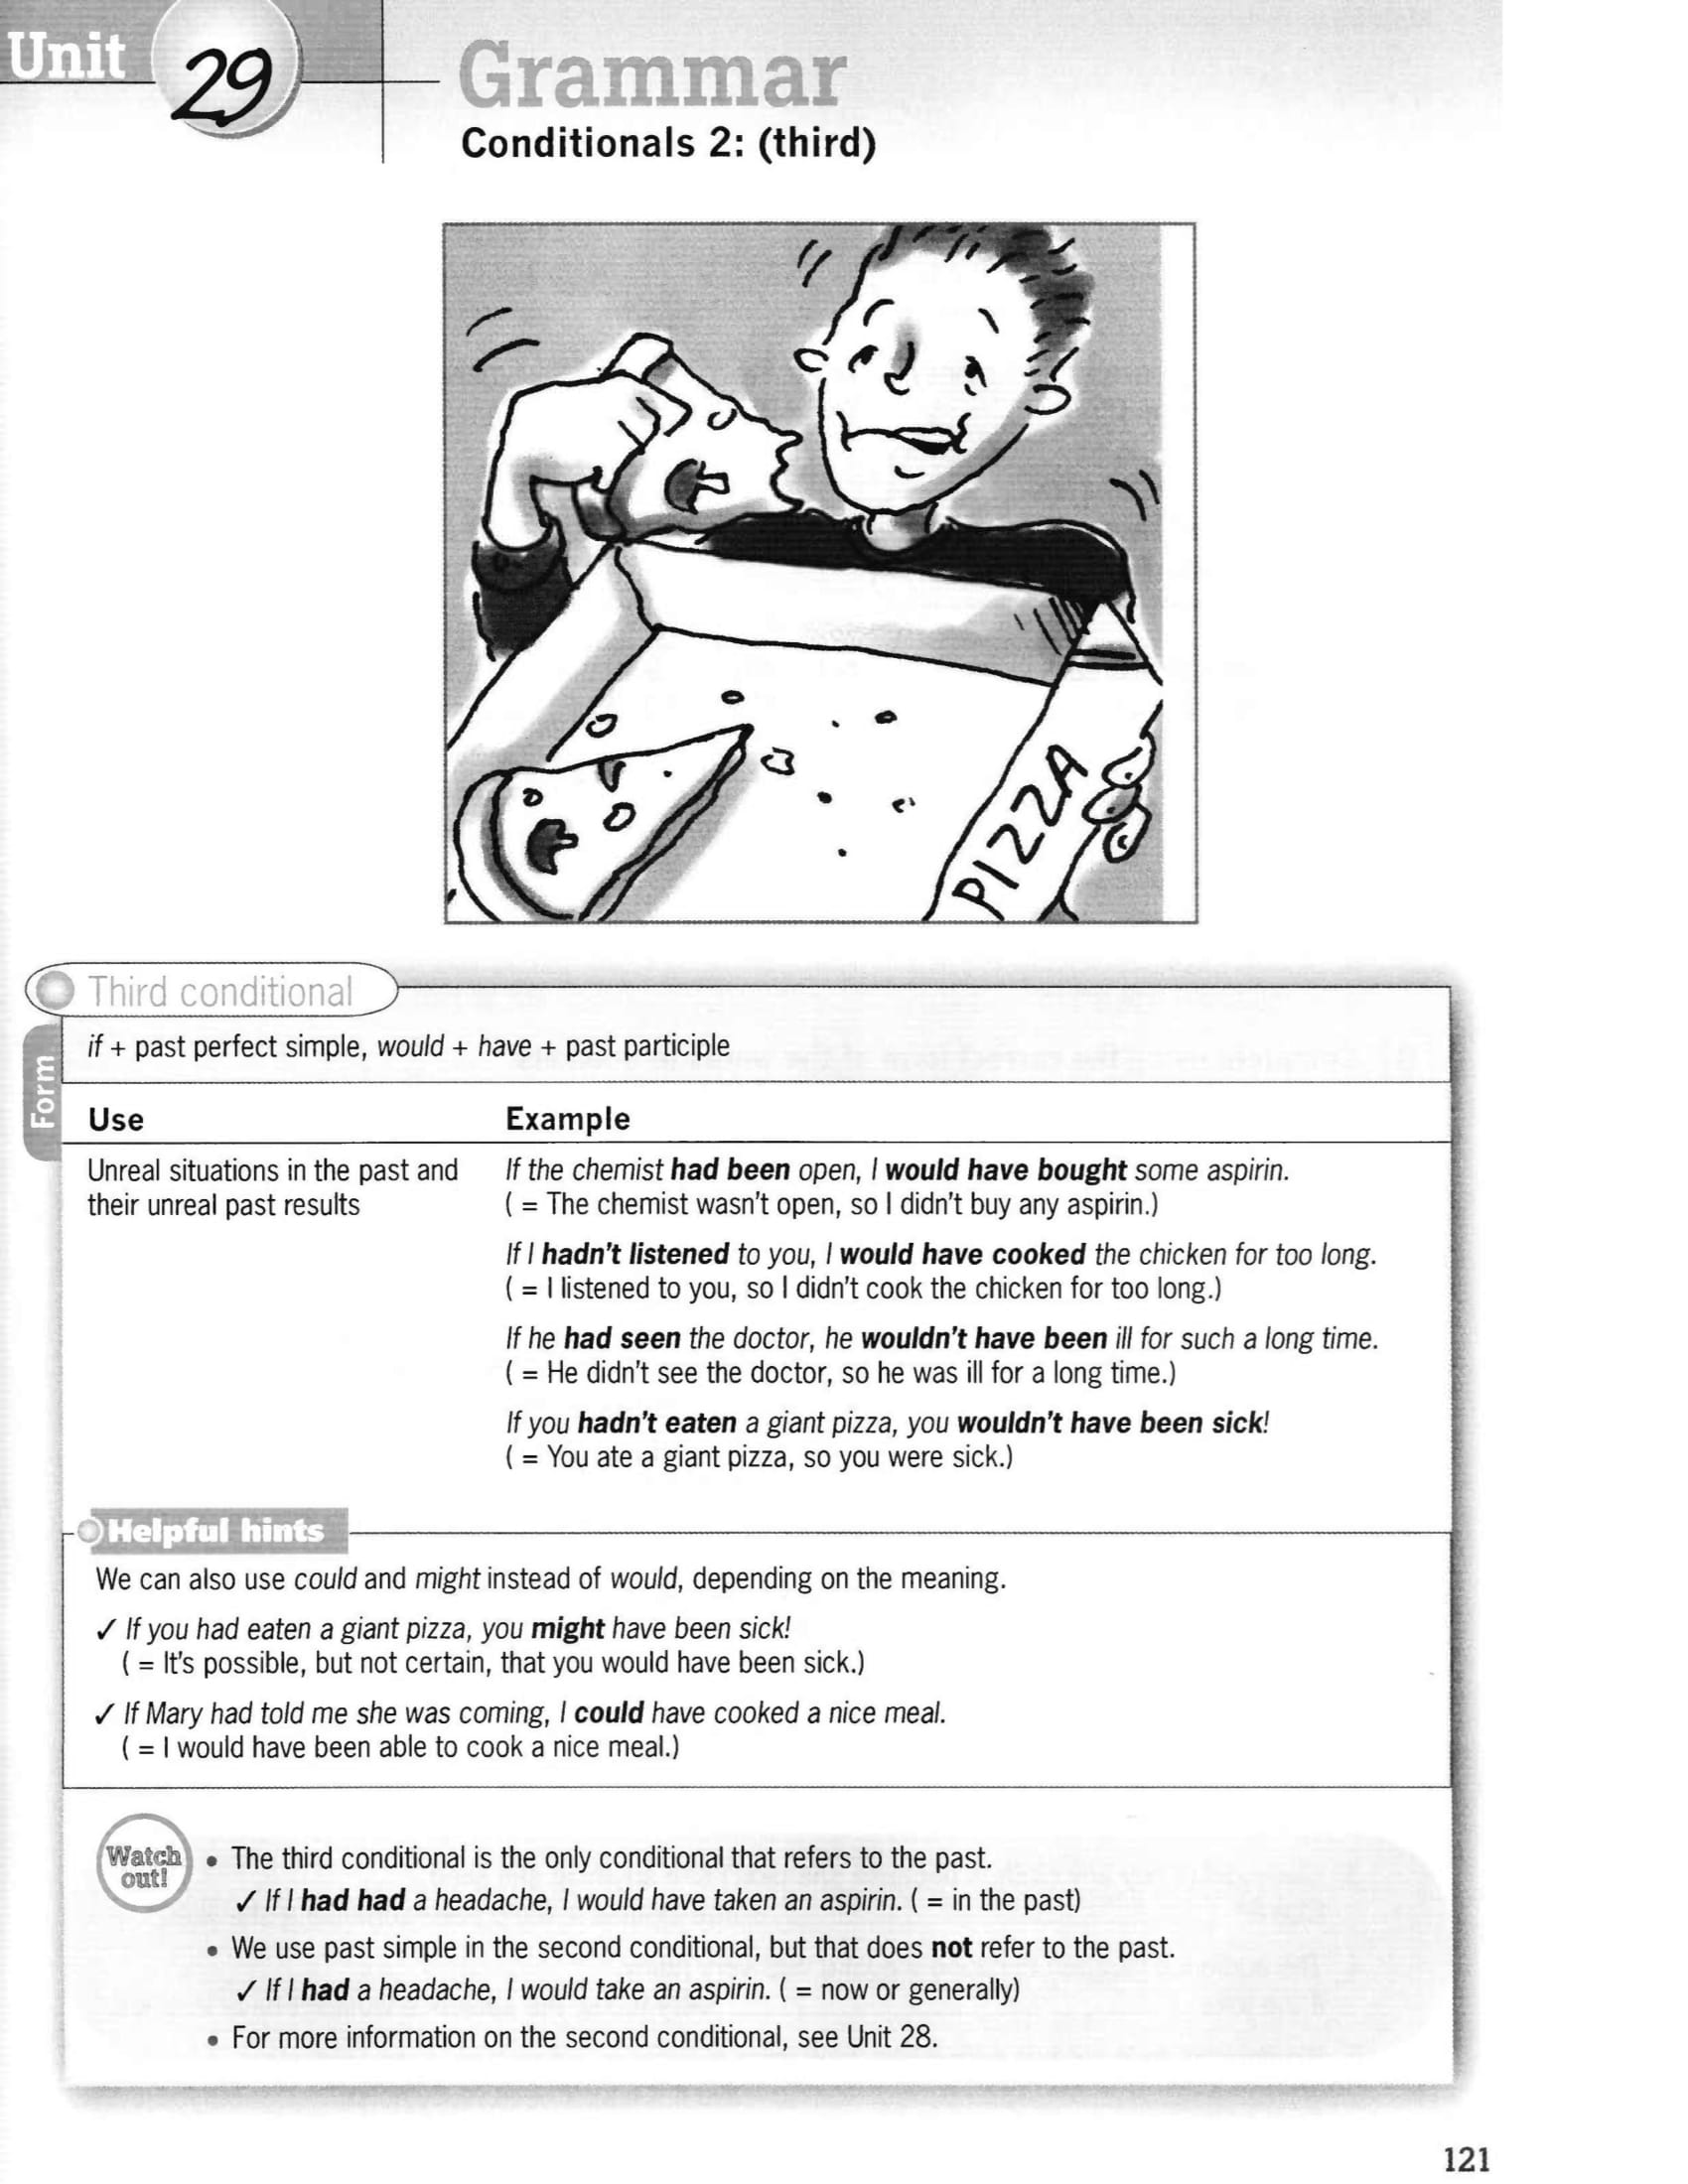 Unit 29
Grammar
Conditionals 2: (third)
PIZZA
Third conditional
Form
if + past perfect simple, would + have + past participle
Use Example
Unreal situations in the past and their unreal past results
If the chemist had been open, I would have bought some aspirin.
( = The chemist wasn't open, so I didn't buy any aspirin.)
If I hadn't listened to you, I would have cooked the chicken for too long.
( = I listened to you, so I didn't cook the chicken for too long.)
If he had seen the doctor, he wouldn't have been ill for such a long time.
( = He didn't see the doctor, so he was ill for a long time.)
If you hadn't eaten a giant pizza, you wouldn't have been sick!
( = You ate a giant pizza, so you were sick.)
Helpful hints
We can also use could and might instead of would, depending on the meaning.
✓ If you had eaten a giant pizza, you might have been sick!
( = It's possible, but not certain, that you would have been sick.)
✓ If Mary had told me she was coming, I could have cooked a nice meal.
( = I would have been able to cook a nice meal.)
Watch
out!
• The third conditional is the only conditional that refers to the past.
✓ If I had had a headache, I would have taken an aspirin. ( = in the past)
• We use past simple in the second conditional, but that does not refer to the past.
✓ If I had a headache, I would take an aspirin. ( = now or generally)
• For more information on the second conditional, see Unit 28.
121